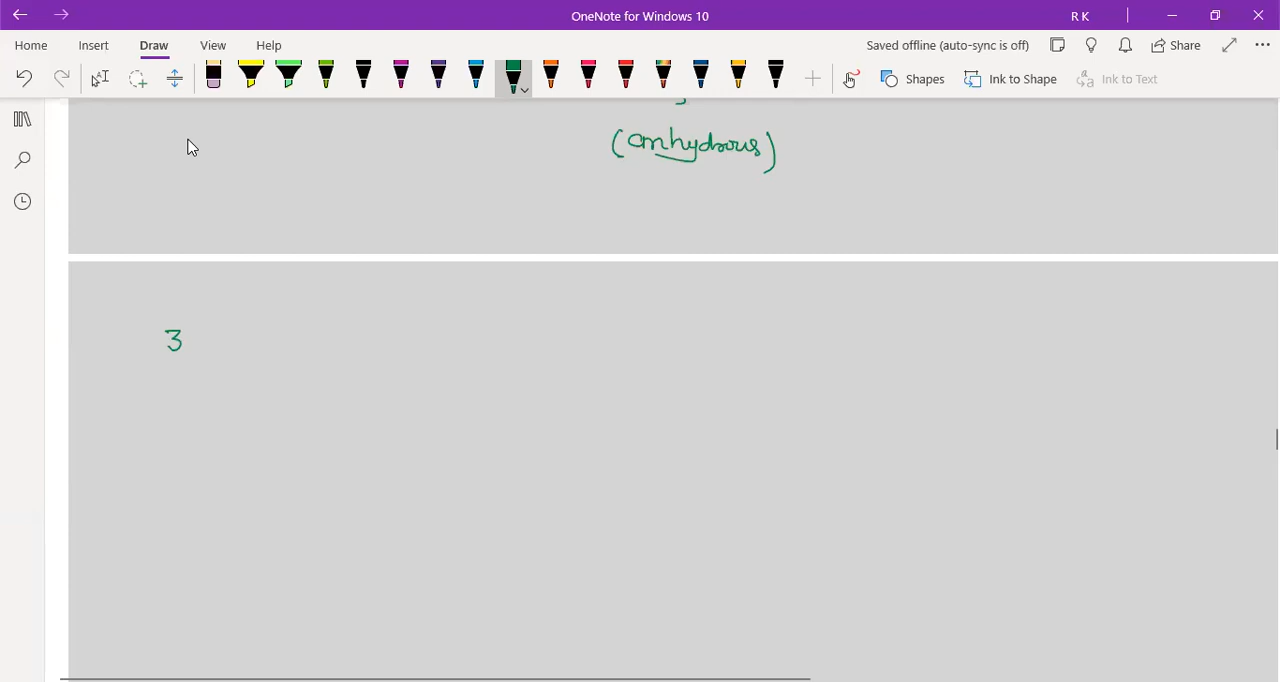 OneNote for Windows 10
R K
Home Insert Draw View Help
Saved offline (auto-sync is off) Share
Shapes Ink to Shape Ink to Text
(anhydrous)
3